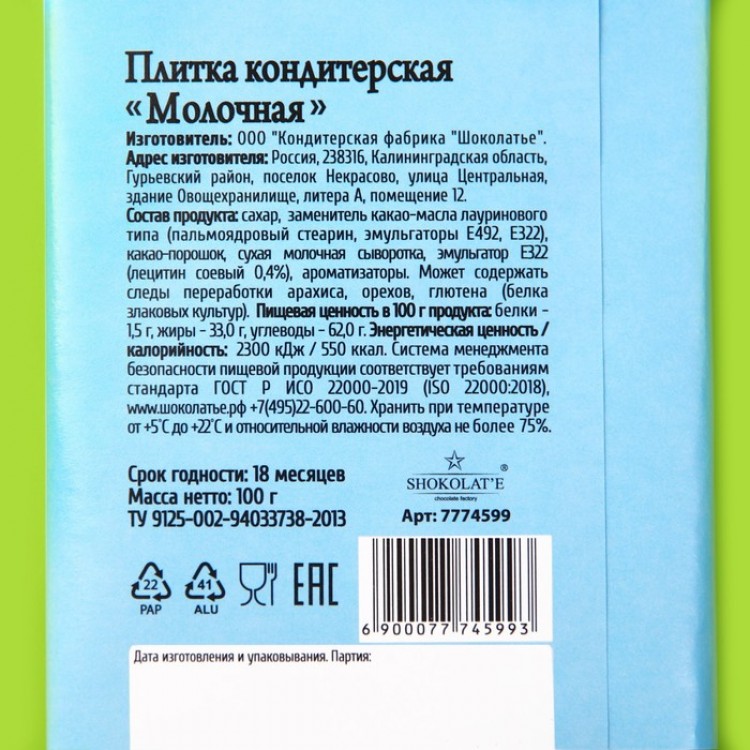 Плитка кондитерская
«Молочная»
Изготовитель: ООО "Кондитерская фабрика "Шоколатье".
Адрес изготовителя: Россия, 238316, Калининградская область,
Гурьевский район, поселок Некрасово, улица Центральная,
здание Овощехранилище, литера А, помещение 12.
Состав продукта: сахар, заменитель какао-масла лауринового
типа (пальмоядровый стеарин, эмульгаторы Е492, Е322),
какао-порошок, сухая молочная сыворотка, эмульгатор Е322
(лецитин соевый 0,4%), ароматизаторы. Может содержать
следы переработки арахиса, орехов, глютена (белка
злаковых культур). Пищевая ценность в 100 г продукта: белки -
1,5 г, жиры - 33,0 г, углеводы - 62,0 г. Энергетическая ценность /
калорийность: 2300 кДж / 550 ккал. Система менеджмента
безопасности пищевой продукции соответствует требованиям
стандарта ГОСТ Р ИСО 22000-2019 (ISO 22000:2018),
www.шоколатье.рф +7(495)22-600-60. Хранить при температуре
от +5°С до +22°С и относительной влажности воздуха не более 75%.
Срок годности: 18 месяцев
Масса нетто: 100 г
ТУ 9125-002-94033738-2013
SHOKOLAT'E ®
chocolate factory
Арт: 7774599
22
PAP
41
ALU
EAC
6 900077 745993
Дата изготовления и упаковывания. Партия: